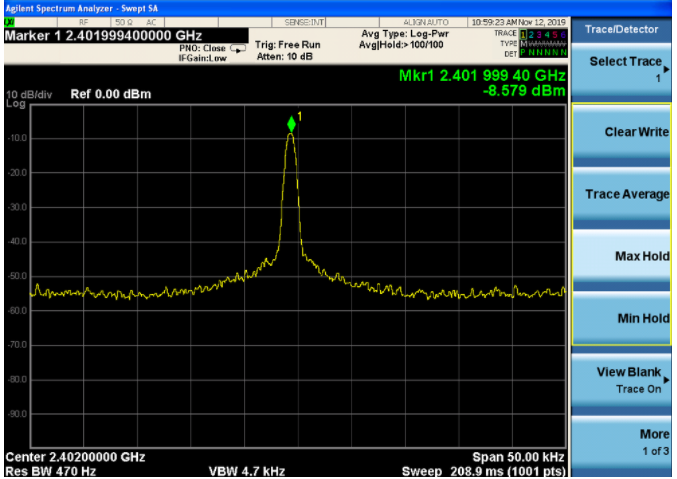 Agilent Spectrum Analyzer - Swept SA
RF 50 Ω AC SENSE:INT ALIGN AUTO 10:59:23 AM Nov 12, 2019
Marker 1 2.401999400000 GHz
PNO: Close
IFGain:Low
Trig: Free Run
Atten: 10 dB
Avg Type: Log-Pwr
Avg|Hold:>100/100
TRACE 1 2 3 4 5 6
TYPE
DET P N N N N N
Mkr1 2.401 999 40 GHz
-8.579 dBm
10 dB/div Ref 0.00 dBm
Log
1
-10.0
-20.0
-30.0
-40.0
-50.0
-60.0
-70.0
-80.0
-90.0
Center 2.40200000 GHz Span 50.00 kHz
Res BW 470 Hz VBW 4.7 kHz Sweep 208.9 ms (1001 pts)
Trace/Detector
Select Trace
1
Clear Write
Trace Average
Max Hold
Min Hold
View Blank
Trace On
More
1 of 3